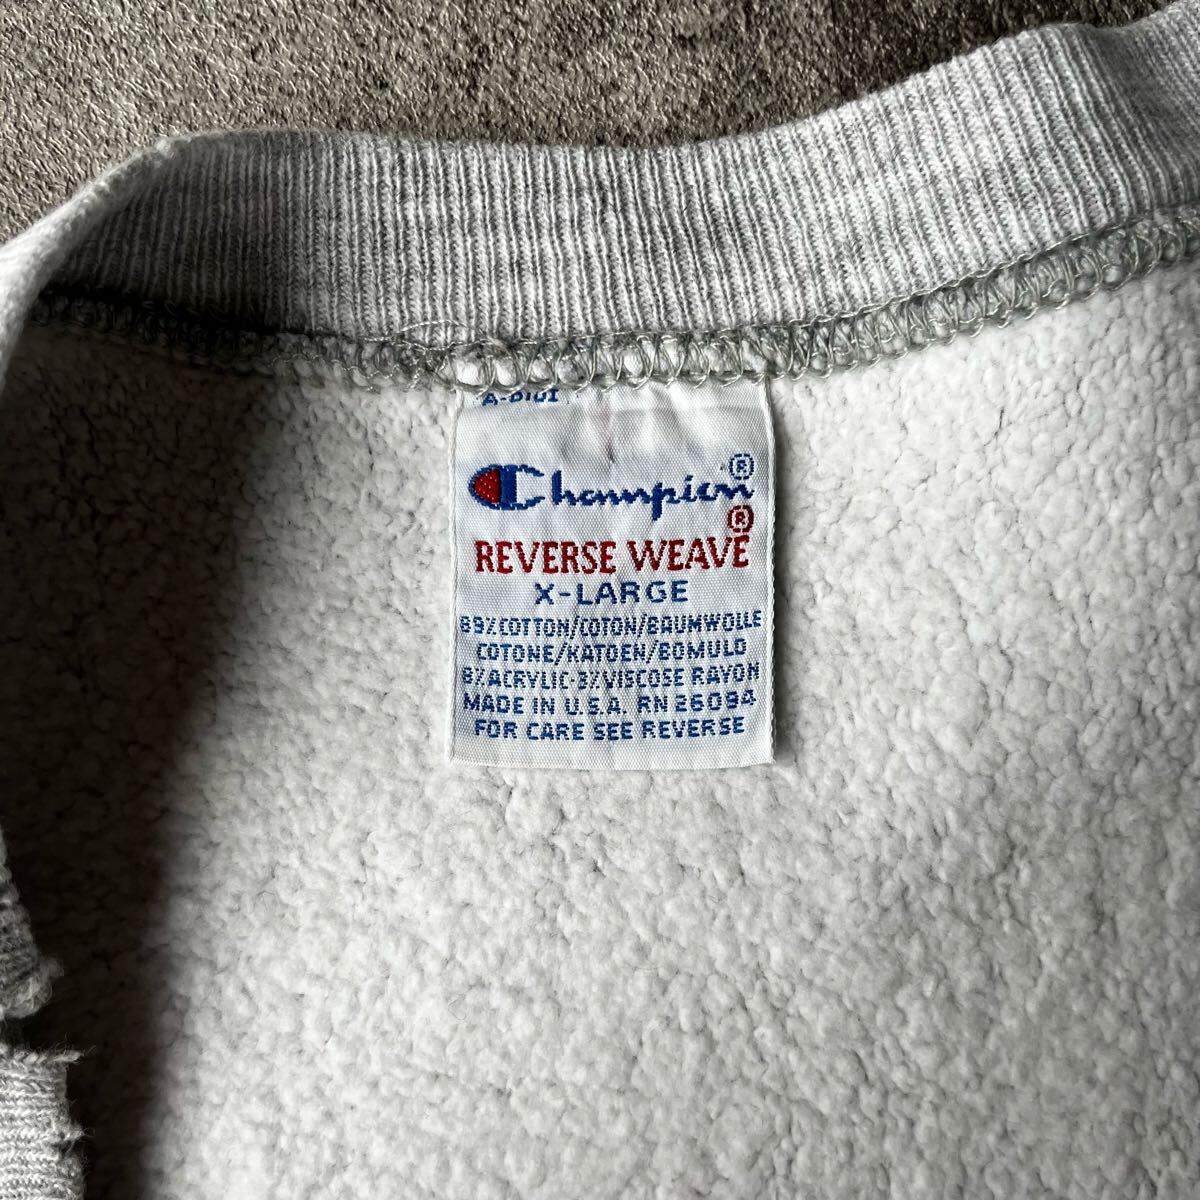 Champion®
REVERSE WEAVE®
X-LARGE
89% COTTON/COTON/BAUMWOLLE
COTONE/KATOEN/BOMULD
8% ACRYLIC-3% VISCOSE RAYON
MADE IN U.S.A. RN 26094
FOR CARE SEE REVERSE